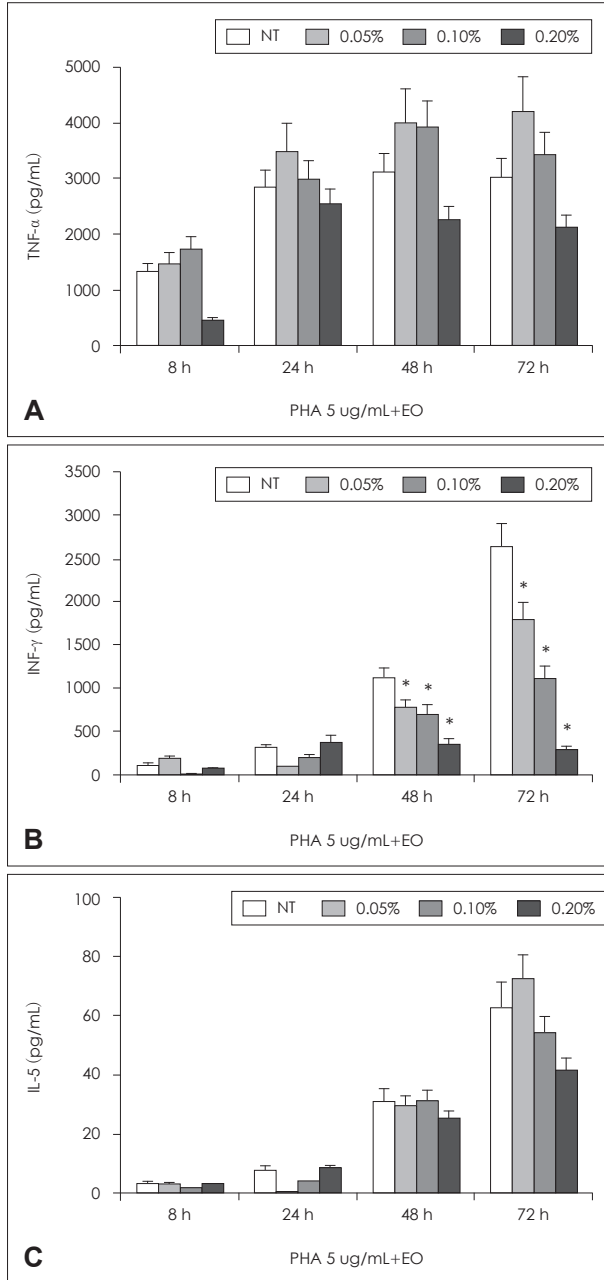 NT 0.05% 0.10% 0.20%
5000
4000
3000
2000
1000
0
TNF-α (pg/mL)
8 h 24 h 48 h 72 h
PHA 5 ug/mL+EO
A
NT 0.05% 0.10% 0.20%
3500
3000
2500
2000
1500
1000
500
0
INF-γ (pg/mL)
* * *
* * *
8 h 24 h 48 h 72 h
PHA 5 ug/mL+EO
B
NT 0.05% 0.10% 0.20%
100
80
60
40
20
0
IL-5 (pg/mL)
8 h 24 h 48 h 72 h
PHA 5 ug/mL+EO
C